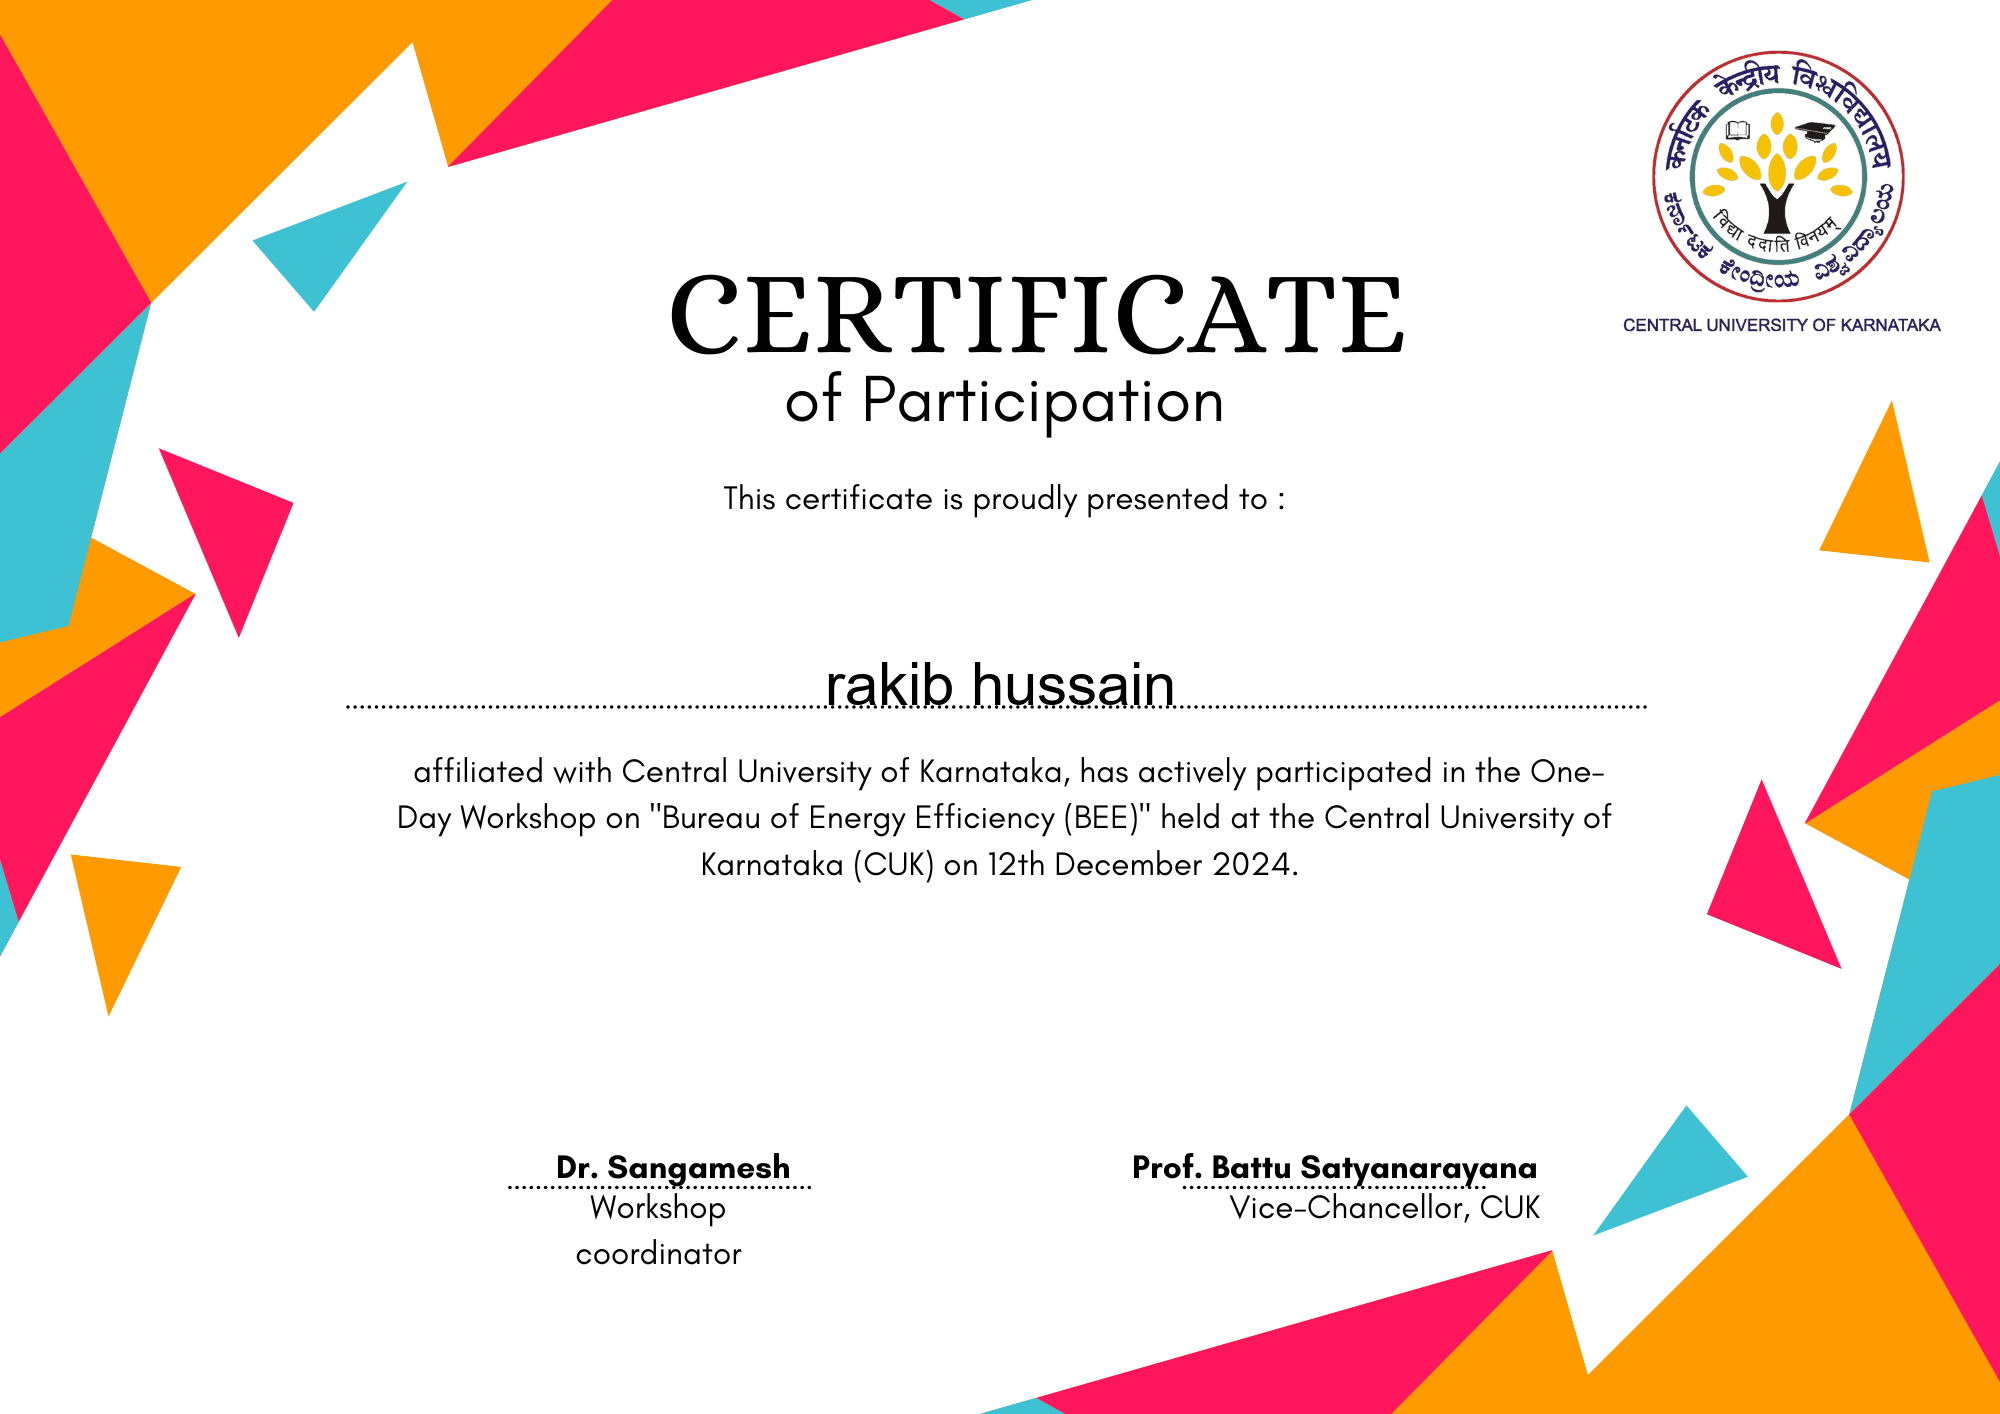 कर्नाटक केन्द्रीय विश्वविद्यालय
विद्या ददाति विनयम्
ಕರ್ನಾಟಕ ಕೇಂದ್ರೀಯ ವಿಶ್ವವಿದ್ಯಾಲಯ
CENTRAL UNIVERSITY OF KARNATAKA
CERTIFICATE
of Participation
This certificate is proudly presented to :
rakib hussain
affiliated with Central University of Karnataka, has actively participated in the One-
Day Workshop on "Bureau of Energy Efficiency (BEE)" held at the Central University of
Karnataka (CUK) on 12th December 2024.
Dr. Sangamesh
Workshop
coordinator
Prof. Battu Satyanarayana
Vice-Chancellor, CUK